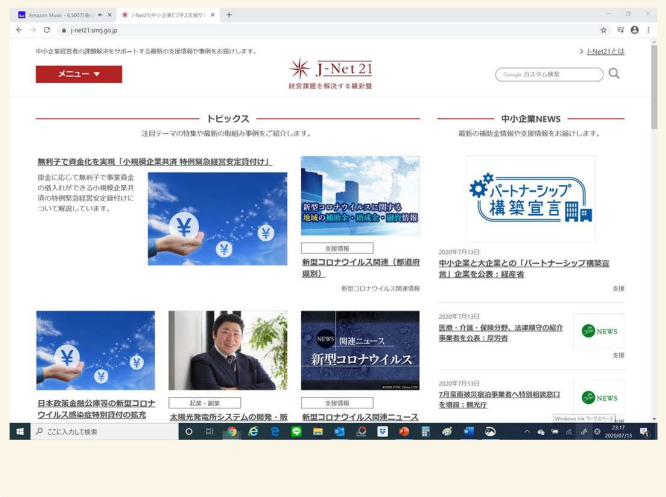 Amazon Music - 6,500万曲以
J-Net21[中小企業ビジネス支援サイ
j-net21.smrj.go.jp
中小企業経営者の課題解決をサポートする最新の支援情報や事例をお届けします。
> J-Net21とは
メニュー ▼
J-Net21
経営課題を解決する羅針盤
Google カスタム検索
トピックス
注目テーマの特集や最新の取組み事例をご紹介します。
無利子で資金化を実現「小規模企業共済 特例緊急経営安定貸付け」
掛金に応じて無利子で事業資金
の借入れができる小規模企業共
済の特例緊急経営安定貸付けに
ついて解説しています。
新型コロナウイルスに関する
地域の補助金・助成金・融資情報
支援情報
新型コロナウイルス関連（都道府
県別）
新型コロナウイルス関連情報
日本政策金融公庫等の新型コロナ
ウイルス感染症特別貸付の拡充
起業・創業
太陽光発電所システムの開発・販
NEWS 関連ニュース
新型コロナウイルス
支援情報
新型コロナウイルス関連ニュース
中小企業NEWS
最新の補助金情報や支援情報をお届けします。
パートナーシップ
構築宣言
2020年7月13日
中小企業と大企業との「パートナーシップ構築宣
言」企業を公表：経産省
支援
2020年7月13日
医療・介護・保険分野、法律順守の紹介
事業者を公表：厚労省
NEWS
支援
2020年7月13日
7月豪雨被災宿泊事業者へ特別相談窓口
を増設：観光庁
NEWS
Windows Ink ワークスペース
ここに入力して検索
23:17
2020/07/13